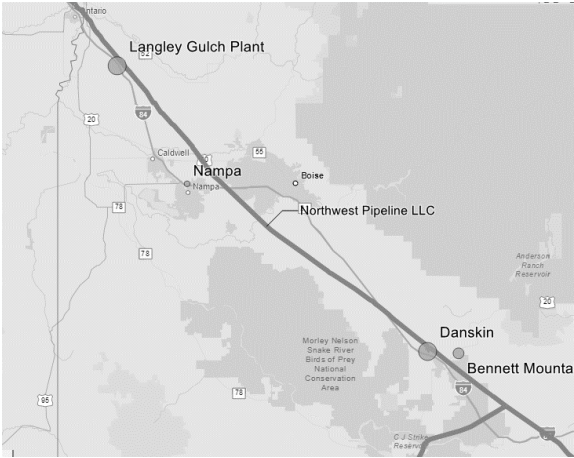 Ontario
Langley Gulch Plant
52
84
20
Caldwell
55
Nampa
Boise
Nampa
78
Northwest Pipeline LLC
78
Anderson
Ranch
Reservoir
20
Danskin
Morley Nelson
Snake River
Birds of Prey
National
Conservation
Area
Bennett Mounta
84
78
95
C J Strike
Reservoir